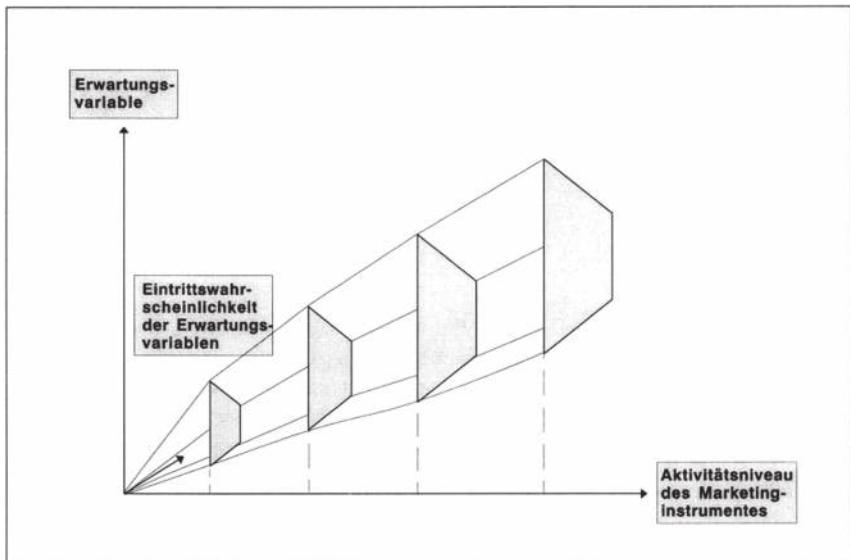 Erwartungs-
variable
Eintrittswahr-
scheinlichkeit
der Erwartungs-
variablen
Aktivitätsniveau
des Marketing-
instrumentes